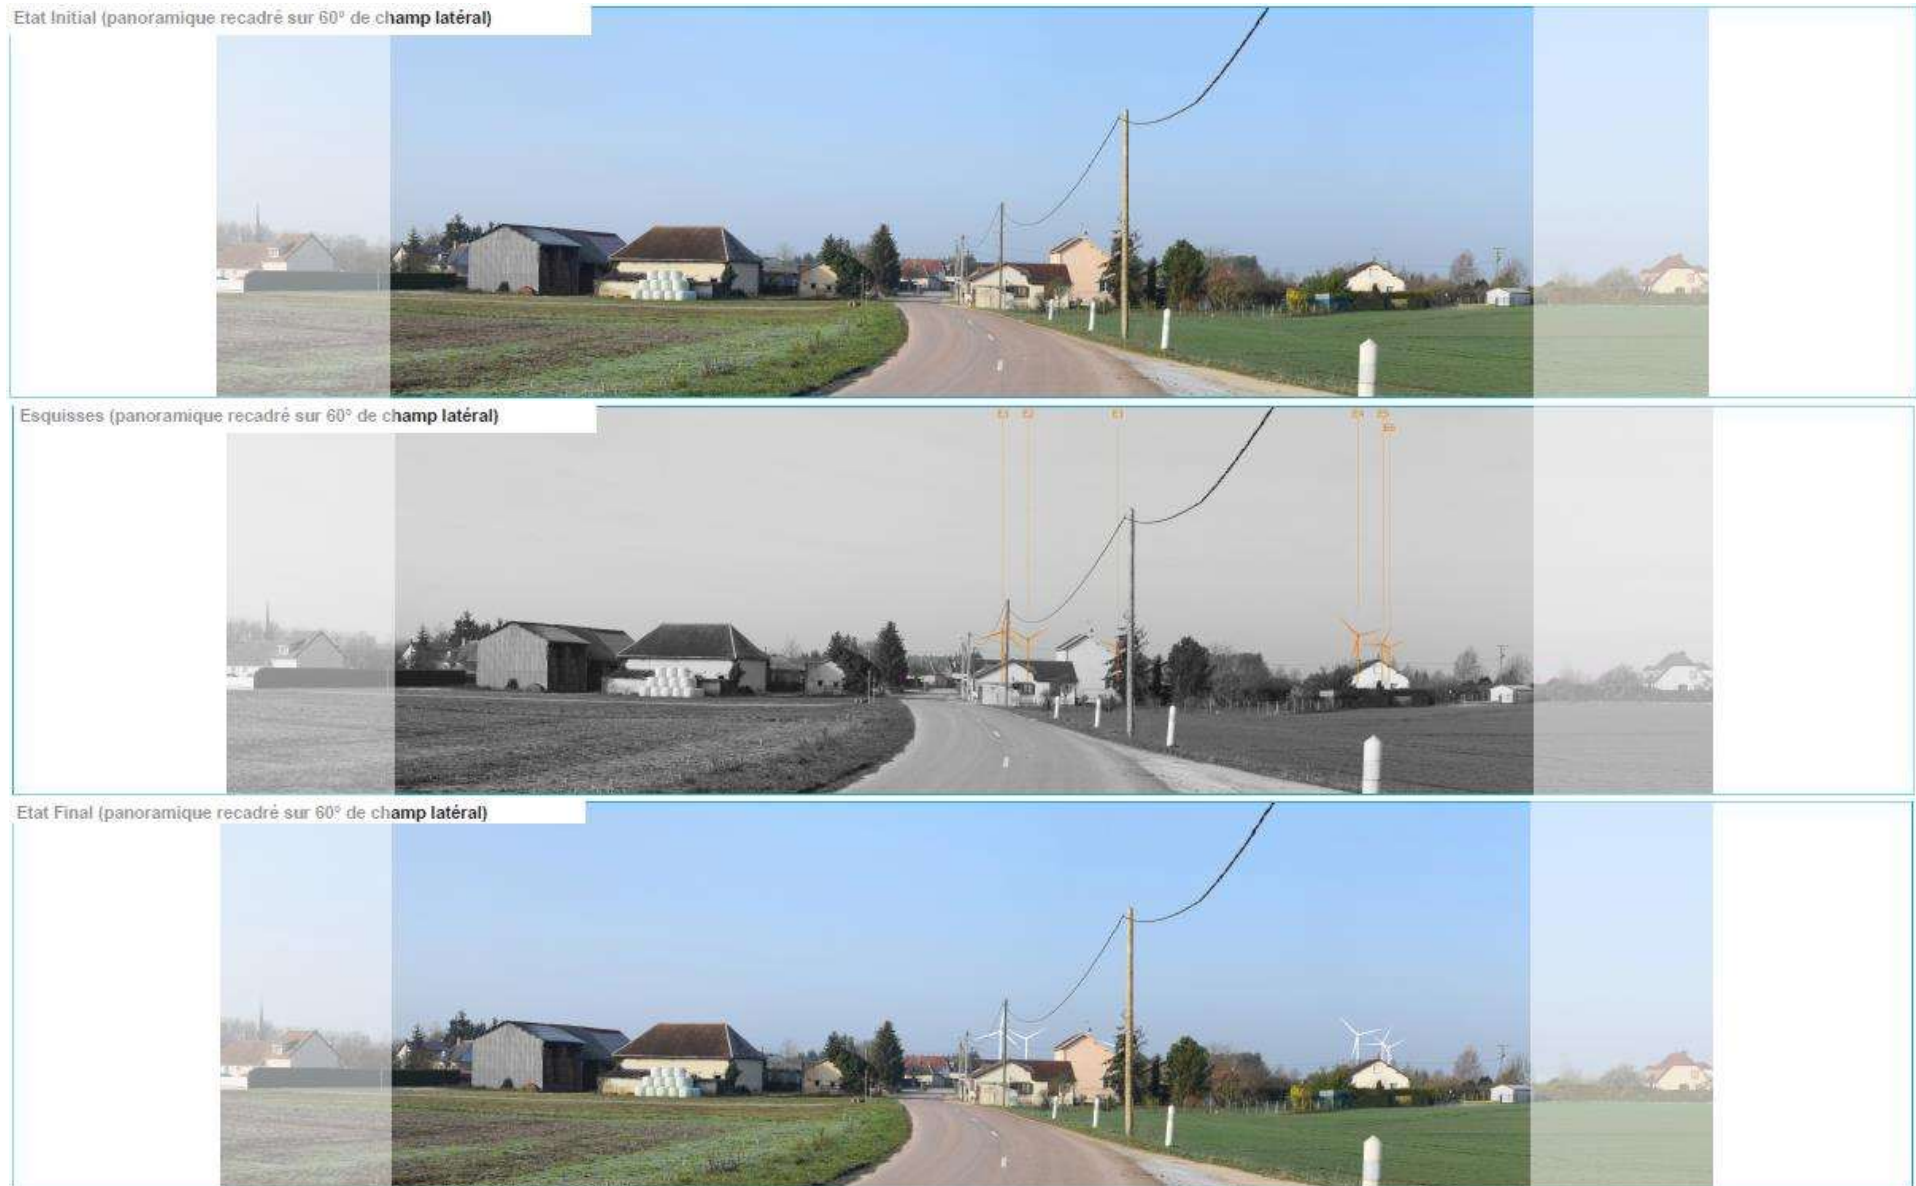 Etat Initial (panoramique recadré sur 60° de champ latéral)
Esquisses (panoramique recadré sur 60° de champ latéral)
E1 E2 E3 E4 E5
E6
Etat Final (panoramique recadré sur 60° de champ latéral)